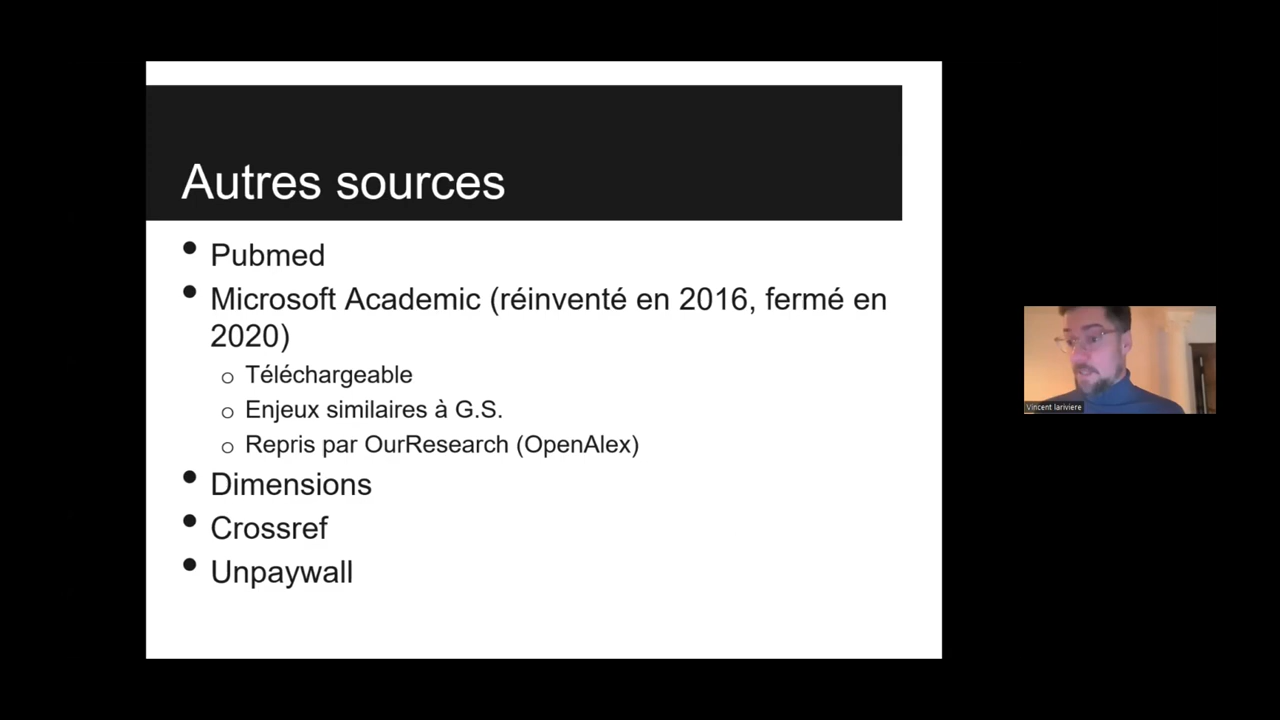 Autres sources
• Pubmed
• Microsoft Academic (réinventé en 2016, fermé en
2020)
o Téléchargeable
o Enjeux similaires à G.S.
o Repris par OurResearch (OpenAlex)
• Dimensions
• Crossref
• Unpaywall
Vincent lariviere